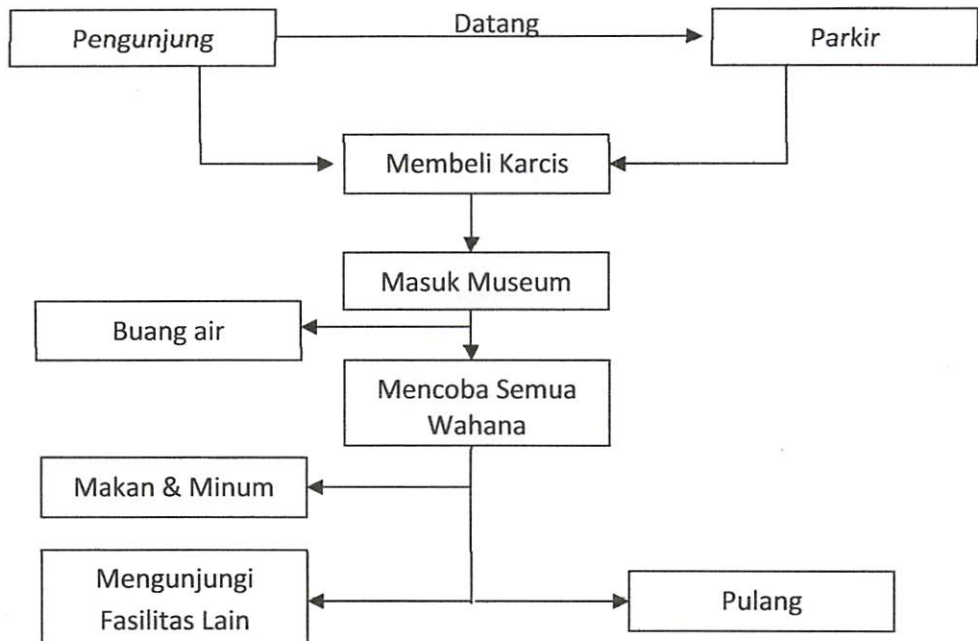 Pengunjung
Datang
Parkir
Membeli Karcis
Masuk Museum
Buang air
Mencoba Semua
Wahana
Makan & Minum
Mengunjungi
Fasilitas Lain
Pulang